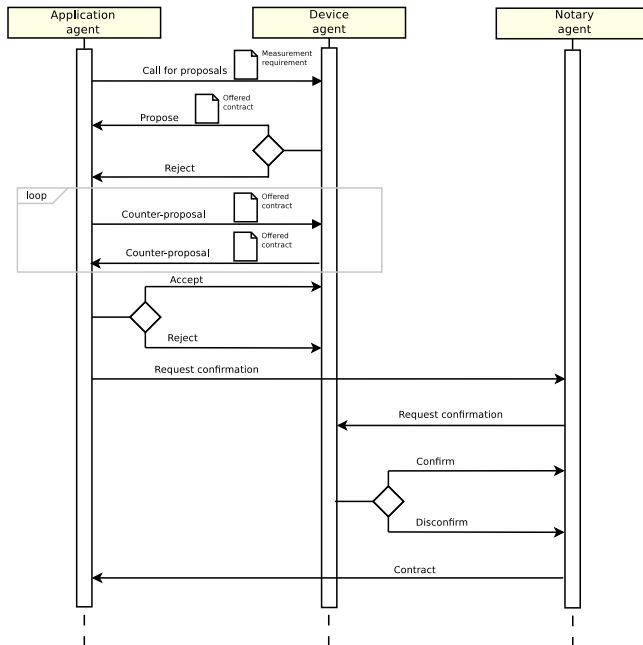 Application
agent
Device
agent
Notary
agent
Measurement
requirement
Call for proposals
Offered
contract
Propose
Reject
loop
Offered
contract
Counter-proposal
Offered
contract
Counter-proposal
Accept
Reject
Request confirmation
Request confirmation
Confirm
Disconfirm
Contract